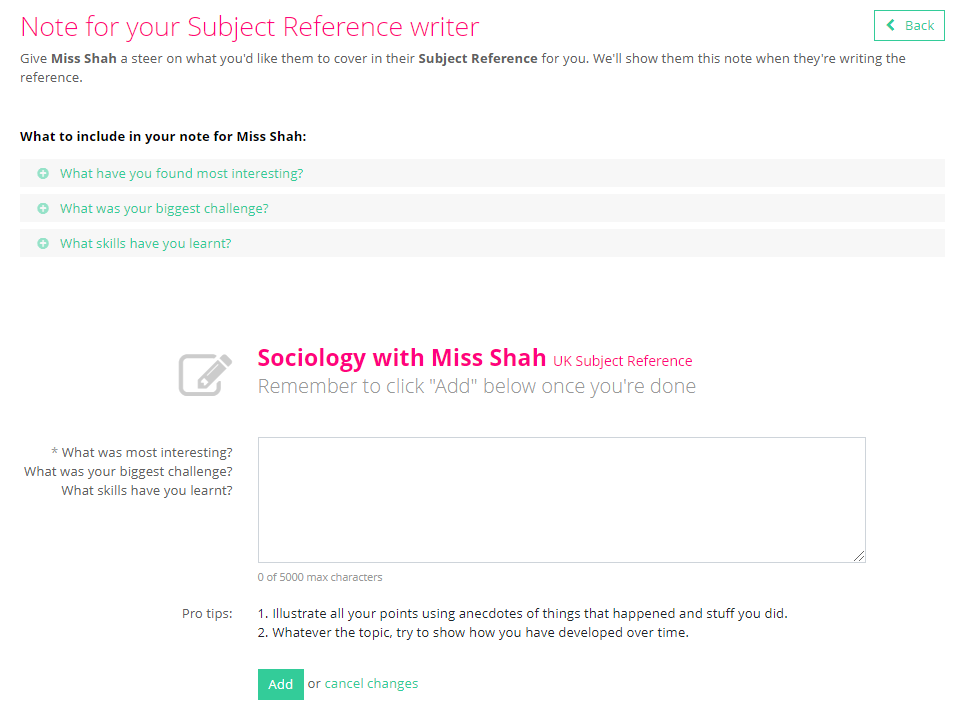 Note for your Subject Reference writer
Back
Give Miss Shah a steer on what you'd like them to cover in their Subject Reference for you. We'll show them this note when they're writing the
reference.
What to include in your note for Miss Shah:
What have you found most interesting?
What was your biggest challenge?
What skills have you learnt?
Sociology with Miss Shah UK Subject Reference
Remember to click "Add" below once you're done
* What was most interesting?
What was your biggest challenge?
What skills have you learnt?
0 of 5000 max characters
Pro tips:
1. Illustrate all your points using anecdotes of things that happened and stuff you did.
2. Whatever the topic, try to show how you have developed over time.
Add or cancel changes